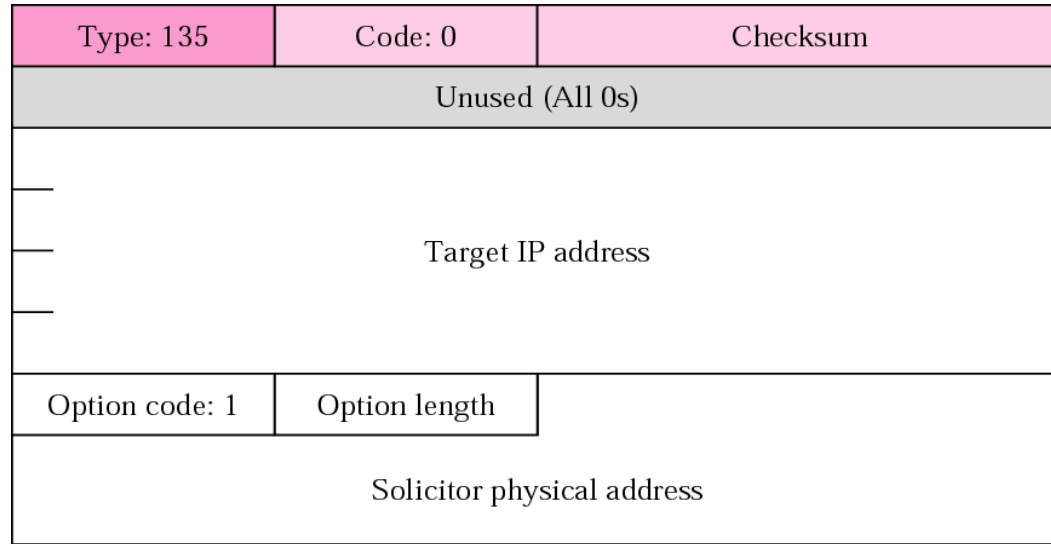 Type: 135 Code: 0 Checksum
Unused (All 0s)
Target IP address
Option code: 1 Option length
Solicitor physical address